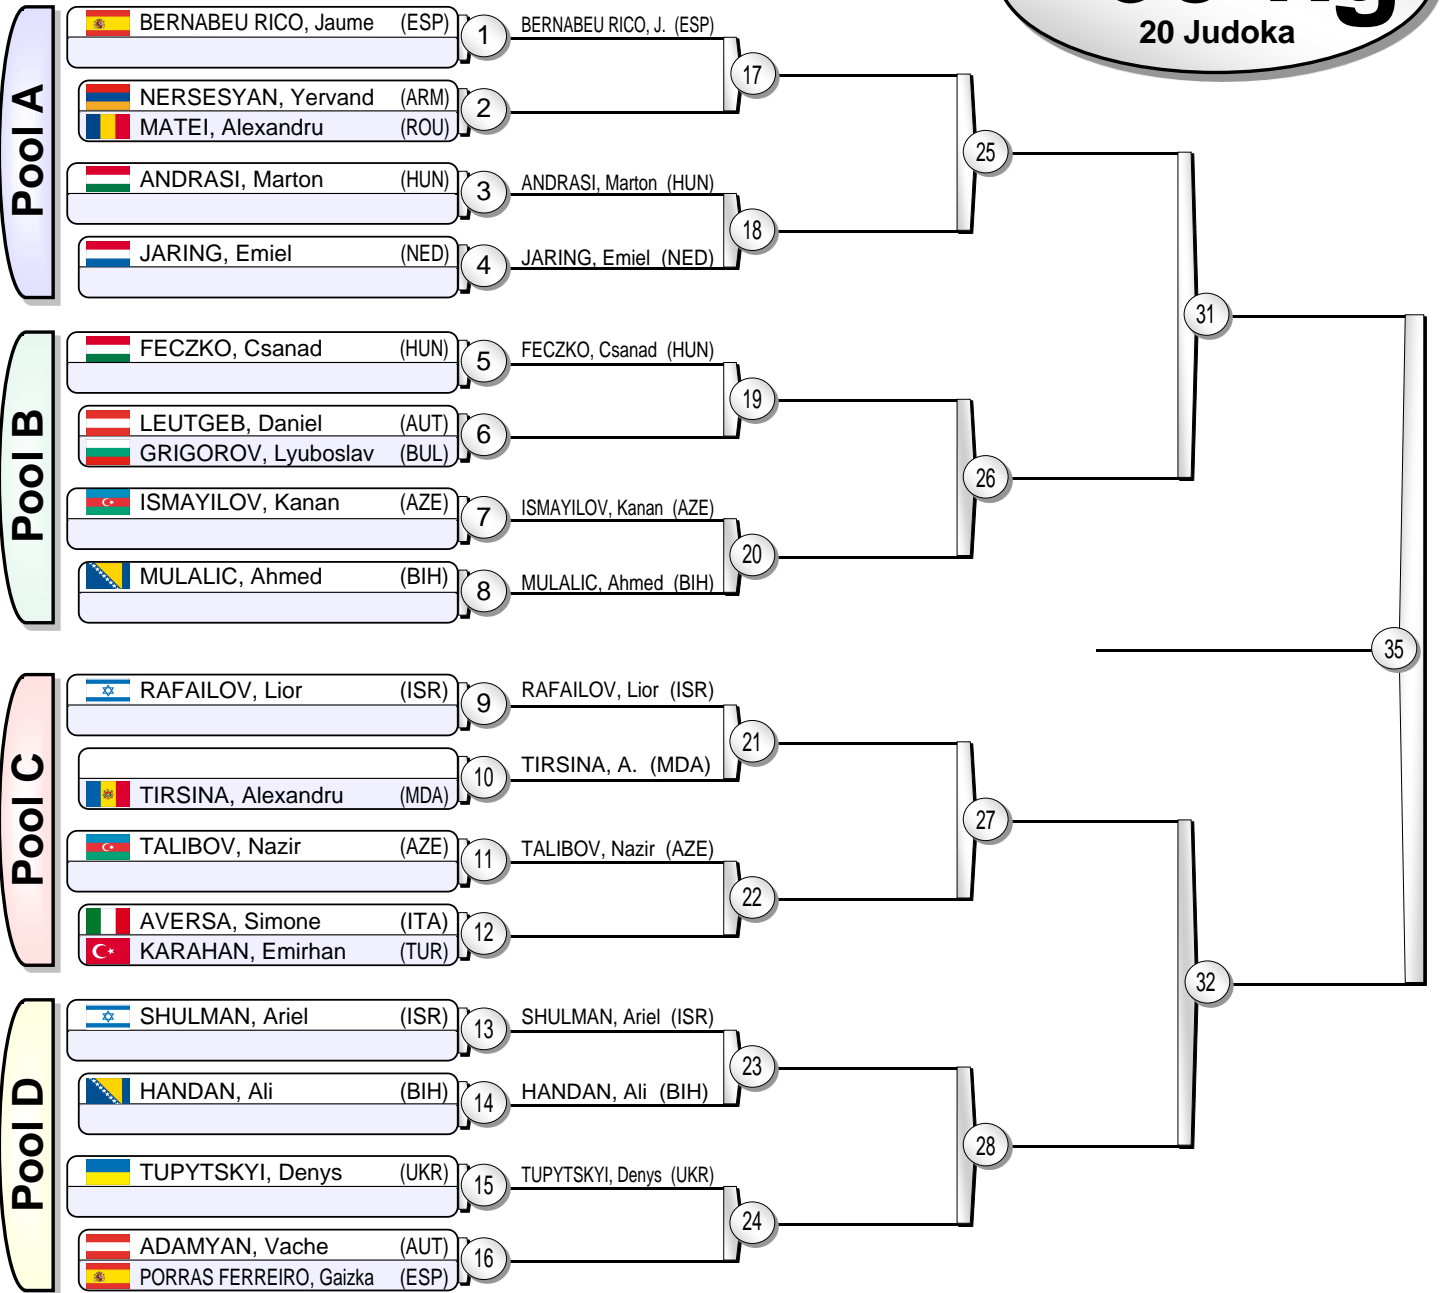 20 Judoka
Pool A
BERNABEU RICO, Jaume (ESP)
1
BERNABEU RICO, J. (ESP)
17
NERSESYAN, Yervand (ARM)
MATEI, Alexandru (ROU)
2
25
ANDRASI, Marton (HUN)
3
ANDRASI, Marton (HUN)
18
JARING, Emiel (NED)
4
JARING, Emiel (NED)
31
Pool B
FECZKO, Csanad (HUN)
5
FECZKO, Csanad (HUN)
19
LEUTGEB, Daniel (AUT)
GRIGOROV, Lyuboslav (BUL)
6
26
ISMAYILOV, Kanan (AZE)
7
ISMAYILOV, Kanan (AZE)
20
MULALIC, Ahmed (BIH)
8
MULALIC, Ahmed (BIH)
35
Pool C
RAFAILOV, Lior (ISR)
9
RAFAILOV, Lior (ISR)
21
TIRSINA, Alexandru (MDA)
10
TIRSINA, A. (MDA)
27
TALIBOV, Nazir (AZE)
11
TALIBOV, Nazir (AZE)
22
AVERSA, Simone (ITA)
KARAHAN, Emirhan (TUR)
12
32
Pool D
SHULMAN, Ariel (ISR)
13
SHULMAN, Ariel (ISR)
23
HANDAN, Ali (BIH)
14
HANDAN, Ali (BIH)
28
TUPYTSKYI, Denys (UKR)
15
TUPYTSKYI, Denys (UKR)
24
ADAMYAN, Vache (AUT)
PORRAS FERREIRO, Gaizka (ESP)
16